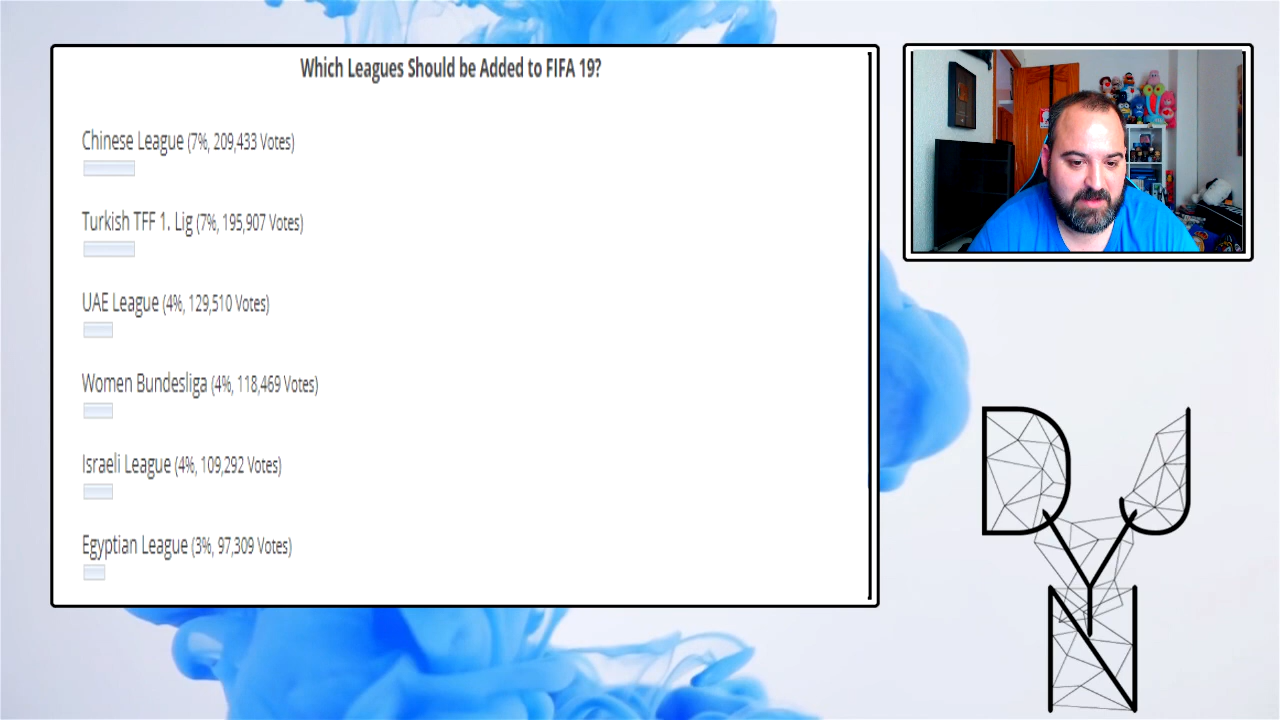 Which Leagues Should be Added to FIFA 19?
Chinese League (7%, 209,433 Votes)
Turkish TFF 1. Lig (7%, 195,907 Votes)
UAE League (4%, 129,510 Votes)
Women Bundesliga (4%, 118,469 Votes)
Israeli League (4%, 109,292 Votes)
Egyptian League (3%, 97,309 Votes)
D J
Y
N